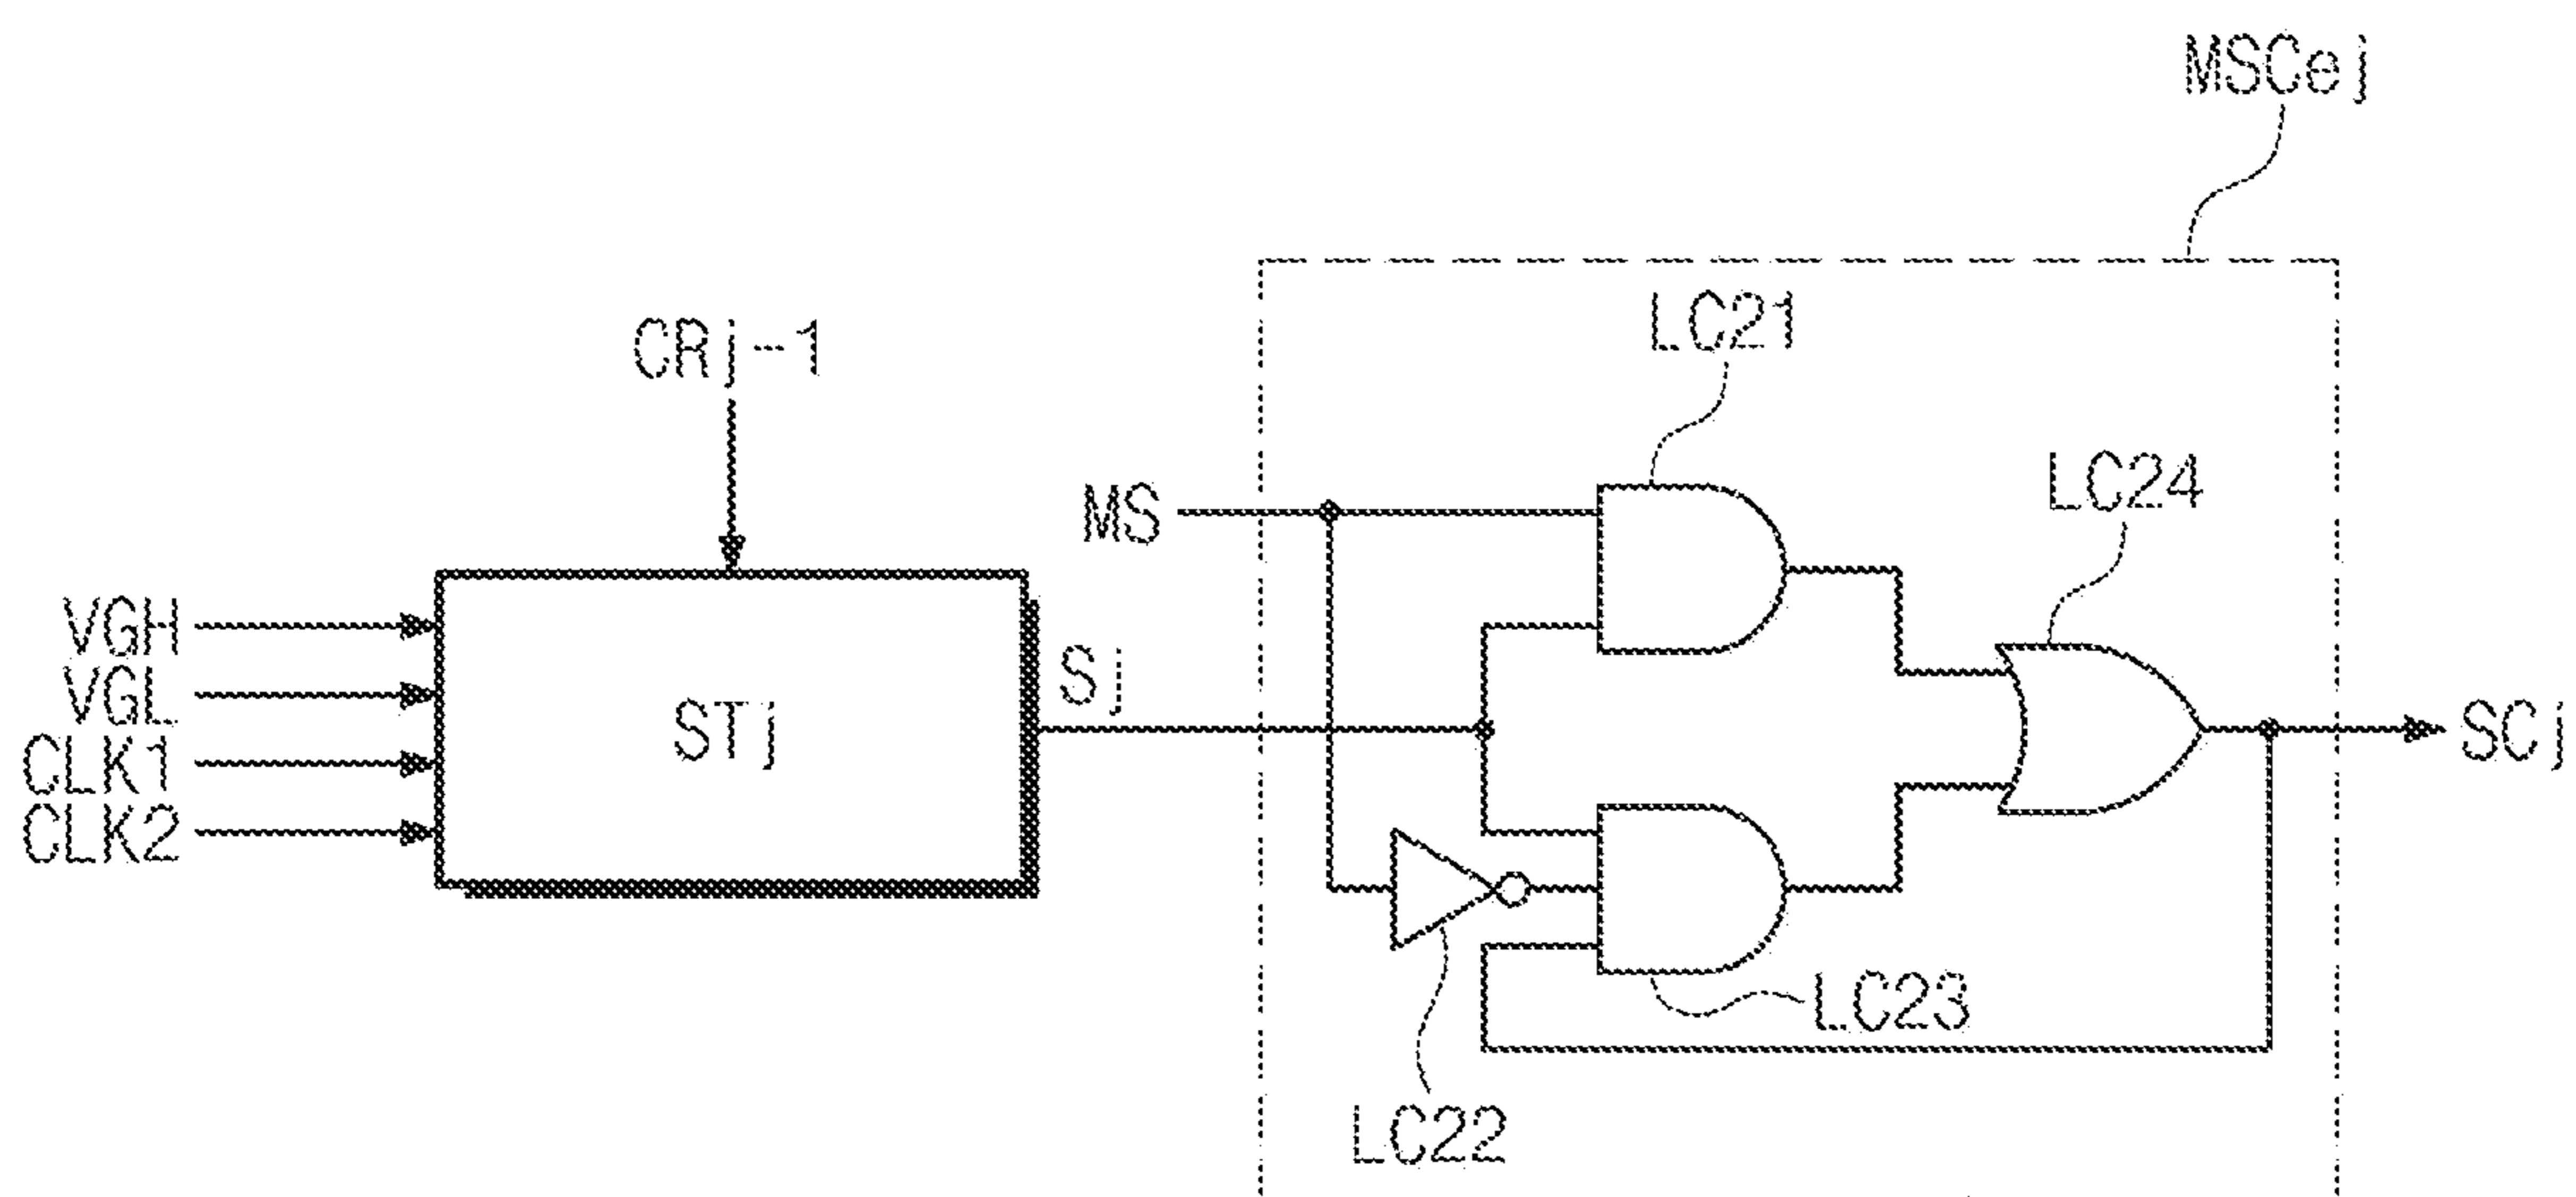 MSCej
LC21
CRj-1
LC24
MS
VGH
VGL
CLK1
CLK2
STj
Sj
SCj
LC23
LC22